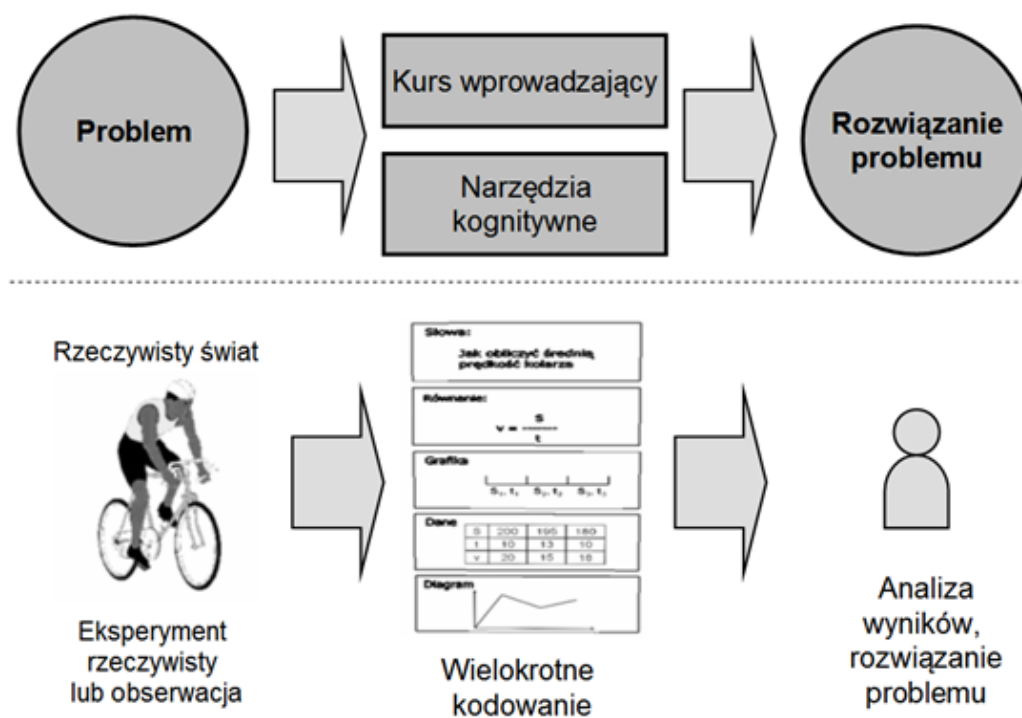 Problem
Kurs wprowadzający
Narzędzia
kognitywne
Rozwiązanie
problemu
Rzeczywisty świat
Eksperyment
rzeczywisty
lub obserwacja
Słowa:
Jak obliczyć średnią
prędkość kolarza
Równanie:
v = S
t
Grafika
S₁, t₁ S₂, t₂ S₃, t₃
Dane
S 200 195 180
t 10 13 10
v 20 15 18
Diagram
Wielokrotne
kodowanie
Analiza
wyników,
rozwiązanie
problemu